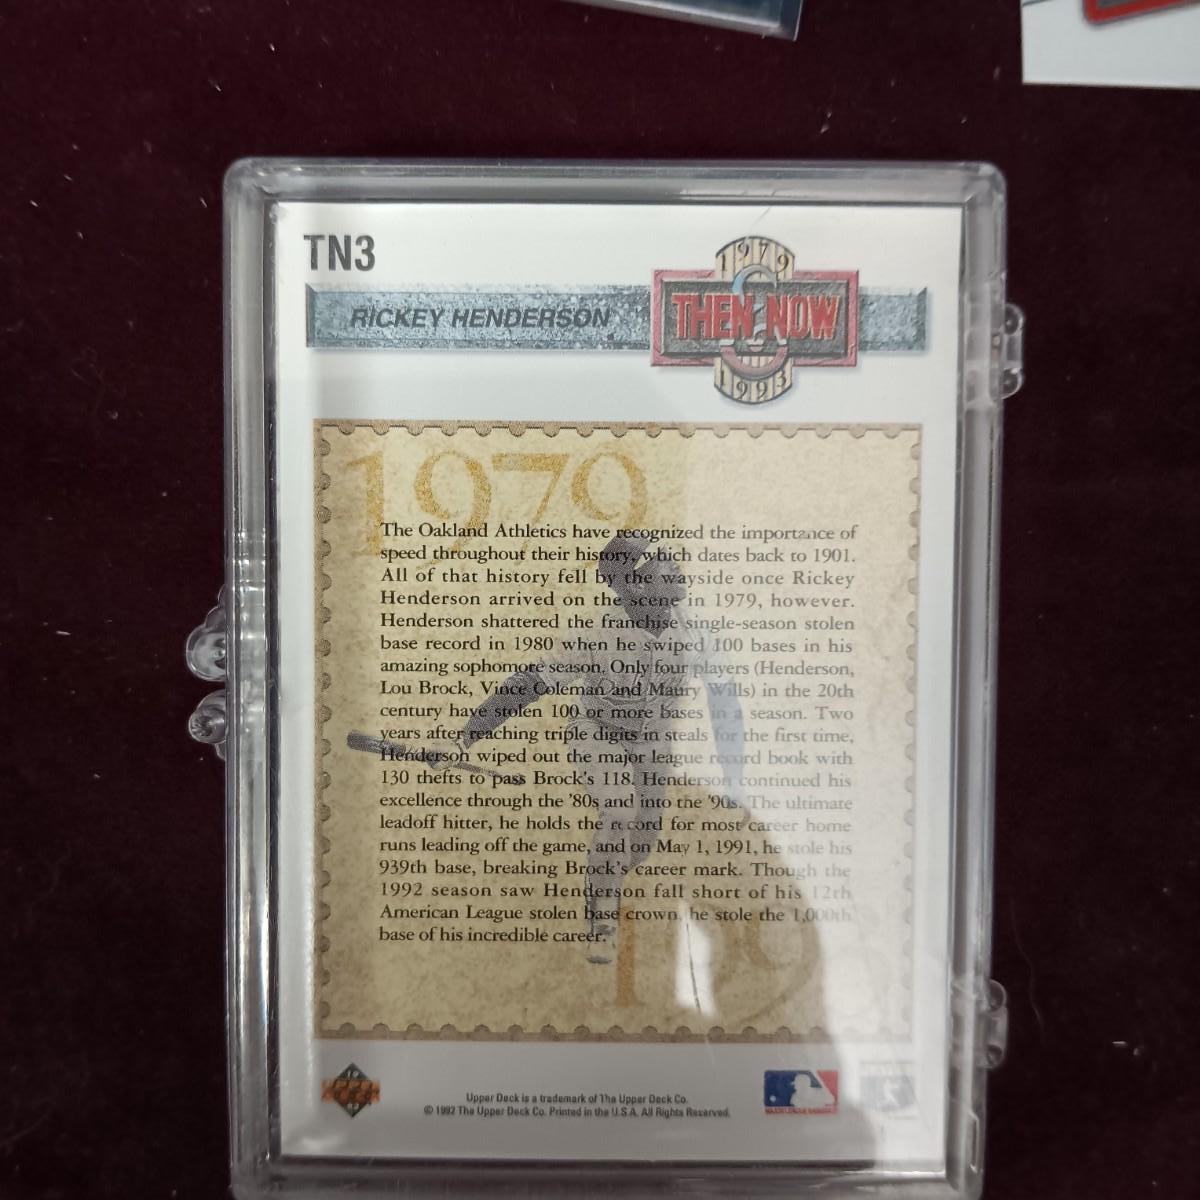 TN3
1979
RICKEY HENDERSON
THEN & NOW
1993
1979
The Oakland Athletics have recognized the importance of
speed throughout their history, which dates back to 1901.
All of that history fell by the wayside once Rickey
Henderson arrived on the scene in 1979, however.
Henderson shattered the franchise single-season stolen
base record in 1980 when he swiped 100 bases in his
amazing sophomore season. Only four players (Henderson,
Lou Brock, Vince Coleman and Maury Wills) in the 20th
century have stolen 100 or more bases in a season. Two
years after reaching triple digits in steals for the first time,
Henderson wiped out the major league record book with
130 thefts to pass Brock's 118. Henderson continued his
excellence through the '80s and into the '90s. The ultimate
leadoff hitter, he holds the record for most career home
runs leading off the game, and on May 1, 1991, he stole his
939th base, breaking Brock's career mark. Though the
1992 season saw Henderson fall short of his 12th
American League stolen base crown, he stole the 1,000th
base of his incredible career.
Upper Deck is a trademark of The Upper Deck Co.
© 1992 The Upper Deck Co. Printed in the U.S.A. All Rights Reserved.
MAJOR LEAGUE BASEBALL